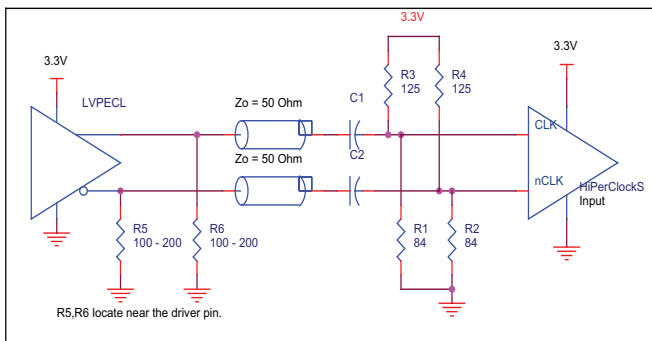 3.3V
3.3V
3.3V
LVPECL
R3
125
R4
125
Zo = 50 Ohm
C1
CLK
Zo = 50 Ohm
C2
nCLK
HiPerClockS
Input
R5
100 - 200
R6
100 - 200
R1
84
R2
84
R5,R6 locate near the driver pin.